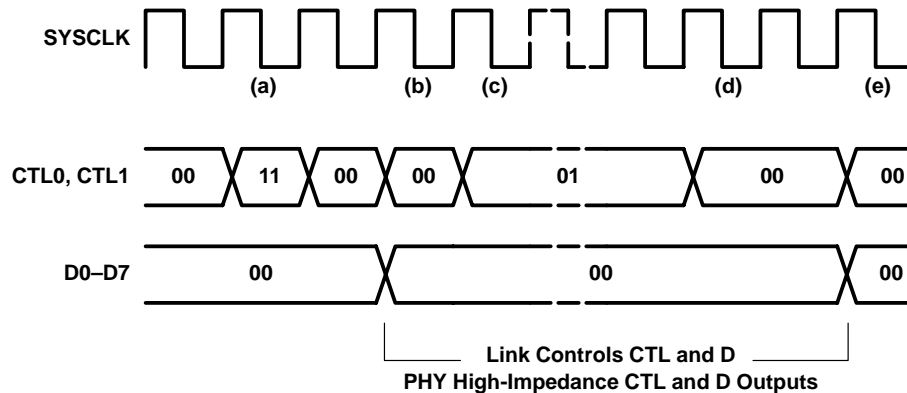 SYSCLK
(a) (b) (c) (d) (e)
CTL0, CTL1 00 11 00 00 01 00 00
D0–D7 00 00 00
Link Controls CTL and D
PHY High-Impedance CTL and D Outputs